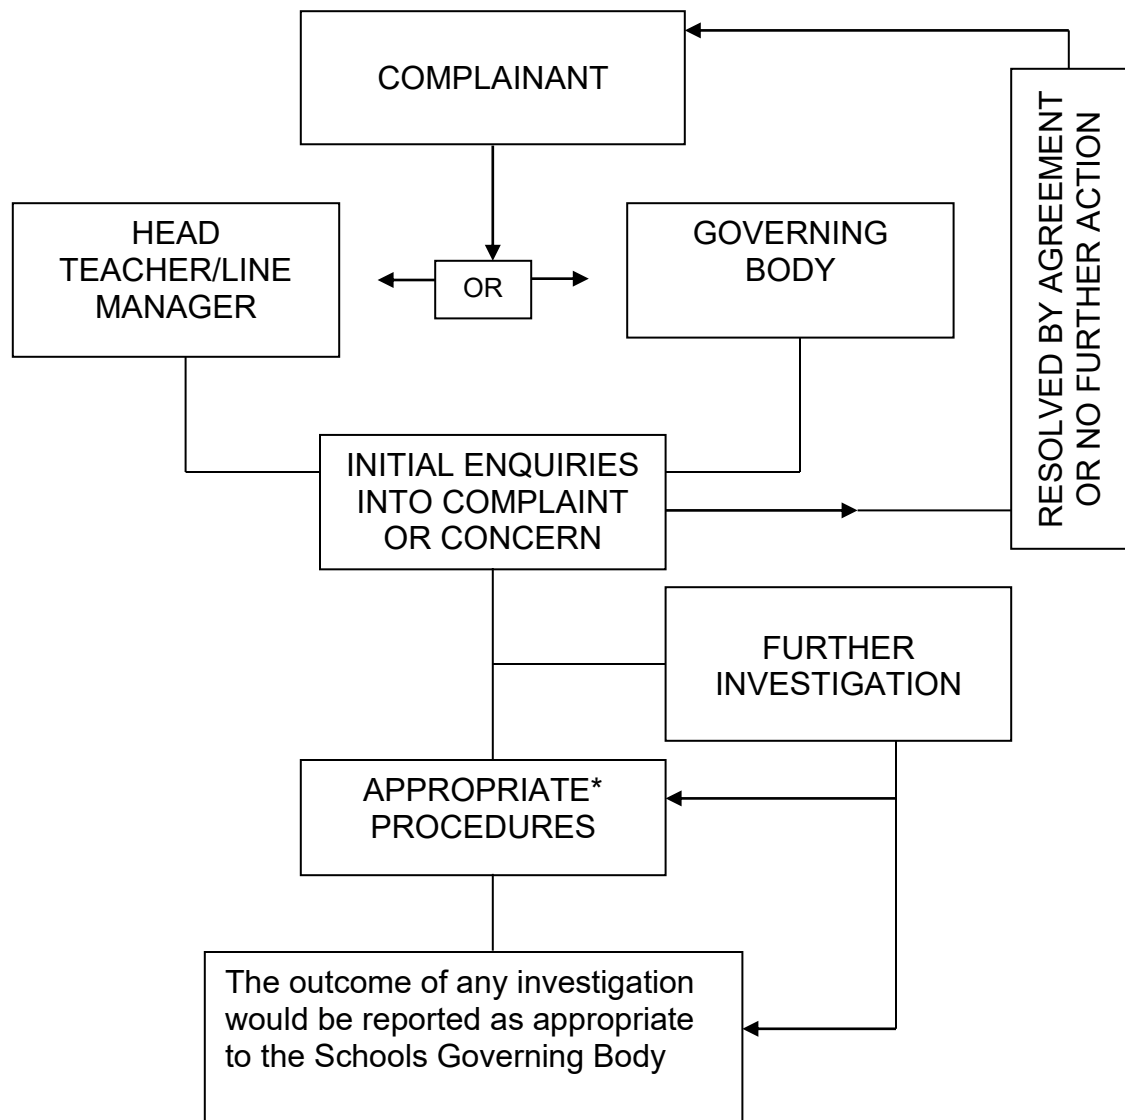 COMPLAINANT
HEAD
TEACHER/LINE
MANAGER
OR
GOVERNING
BODY
RESOLVED BY AGREEMENT
OR NO FURTHER ACTION
INITIAL ENQUIRIES
INTO COMPLAINT
OR CONCERN
FURTHER
INVESTIGATION
APPROPRIATE*
PROCEDURES
The outcome of any investigation
would be reported as appropriate
to the Schools Governing Body